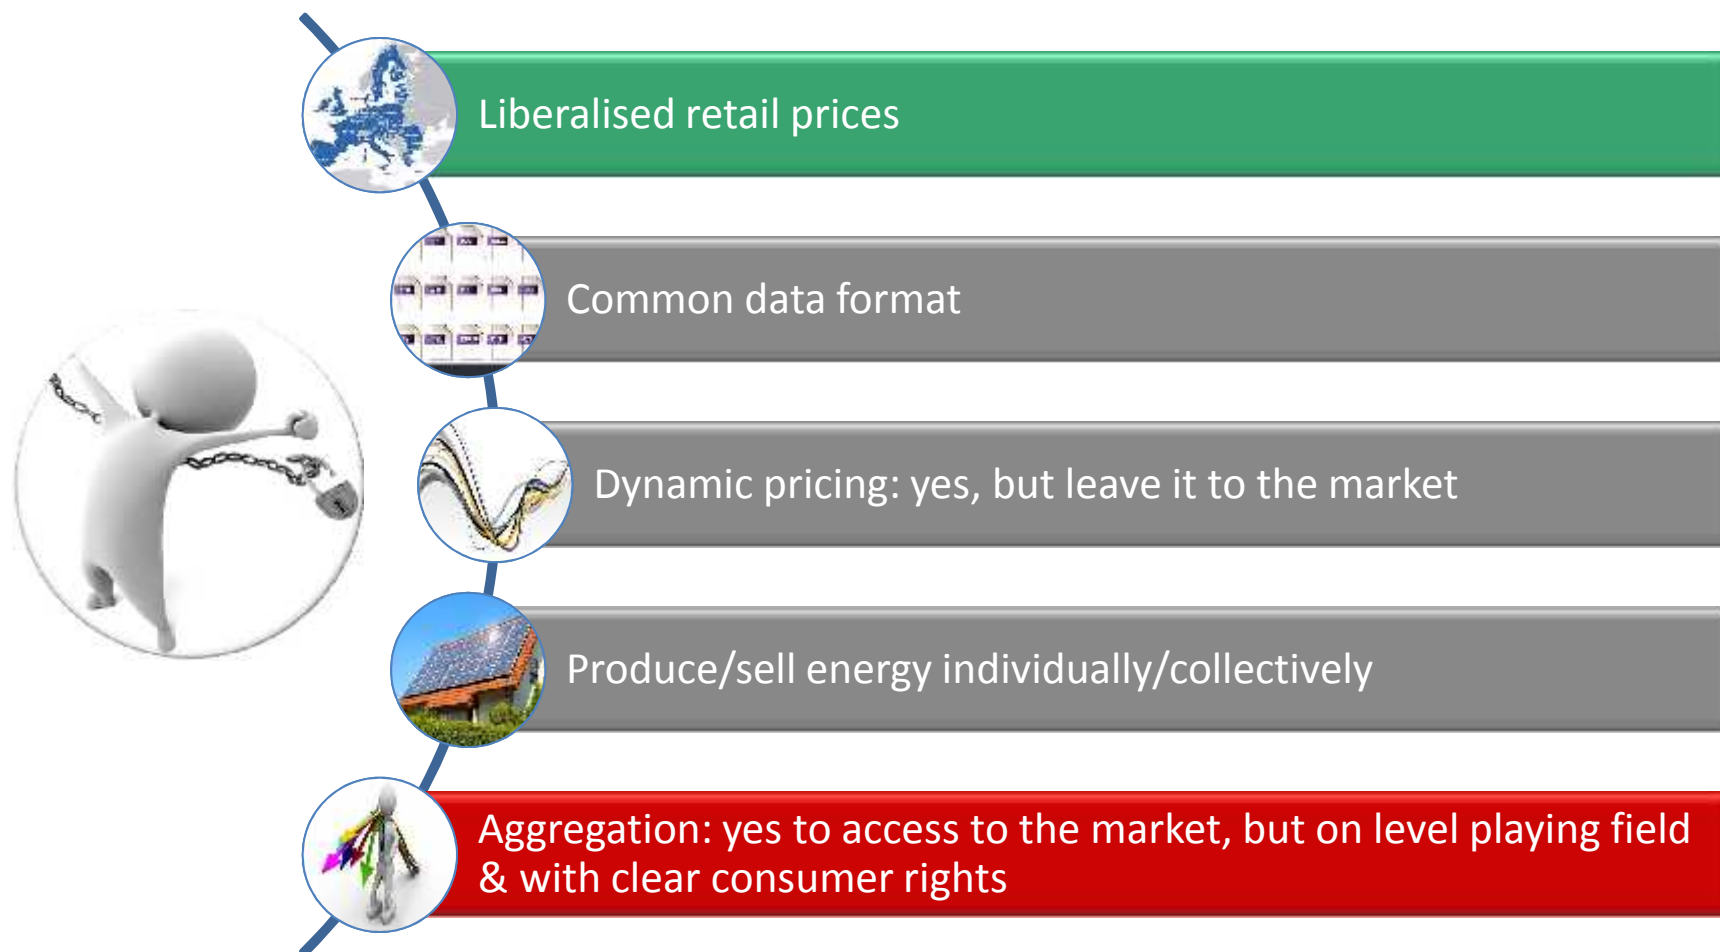 Liberalised retail prices
Common data format
Dynamic pricing: yes, but leave it to the market
Produce/sell energy individually/collectively
Aggregation: yes to access to the market, but on level playing field
& with clear consumer rights